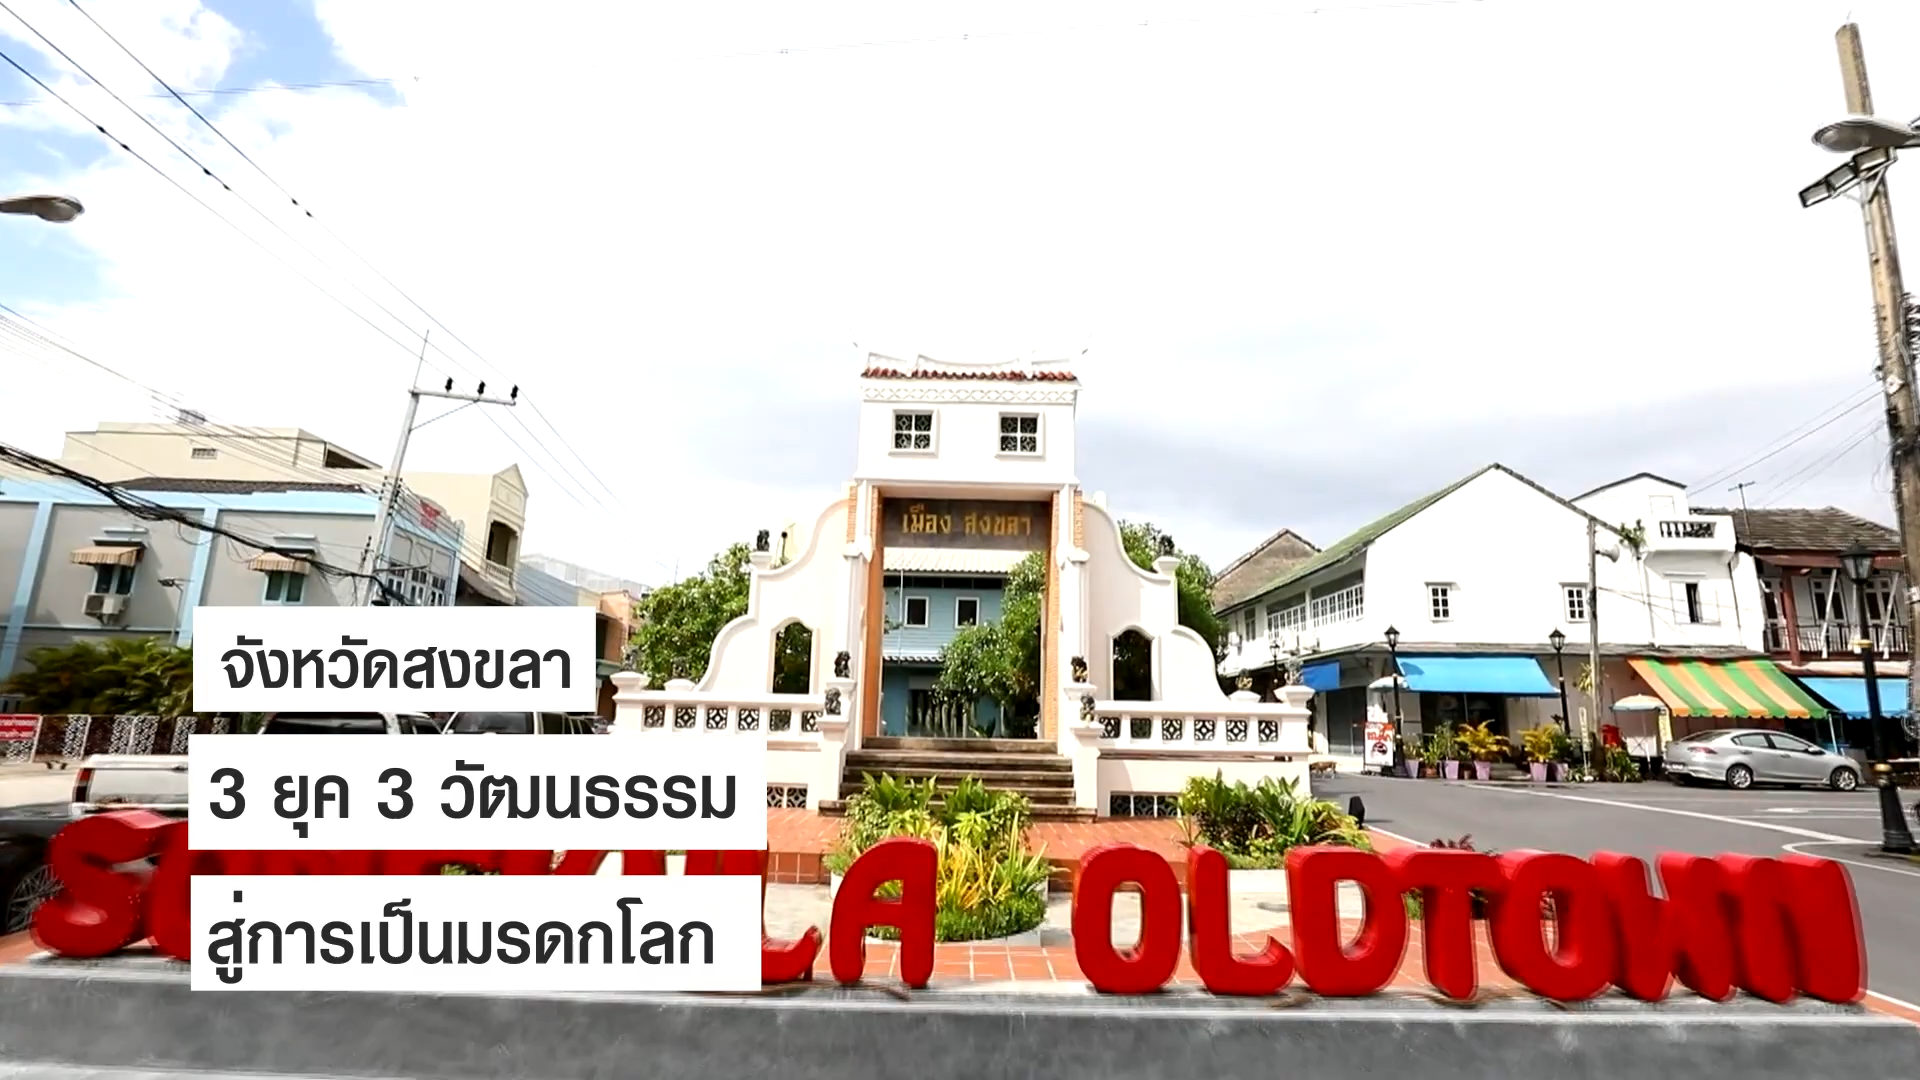 เมือง สงขลา
จังหวัดสงขลา
3 ยุค 3 วัฒนธรรม
สู่การเป็นมรดกโลก
LA OLDTOWN